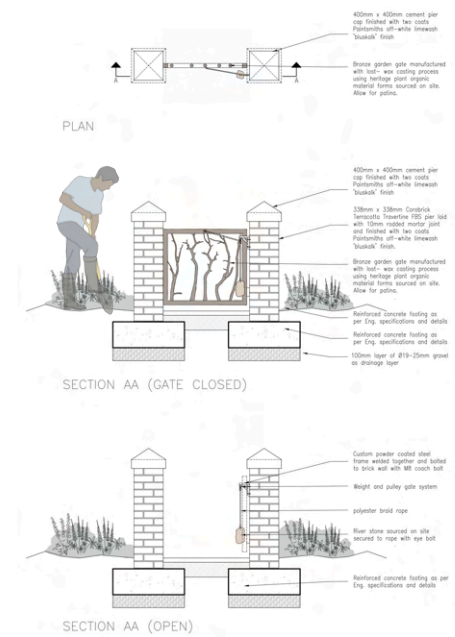 400mm x 400mm cement pier
cap finished with two coats
Paintsmiths off-white limewash
"bluskalk" finish
Bronze garden gate manufactured
with lost- wax casting process
using heritage plant organic
material forms sourced on site.
Allow for patina.
A
A
PLAN
400mm x 400mm cement pier
cap finished with two coats
Paintsmiths off-white limewash
"bluskalk" finish
338mm x 338mm Corobrick
Terracotta Travertine FBS pier laid
with 10mm rodded mortar joint
and finished with two coats
Paintsmiths off-white limewash
"bluskalk" finish.
Bronze garden gate manufactured
with lost- wax casting process
using heritage plant organic
material forms sourced on site.
Allow for patina.
Reinforced concrete footing as
per Eng. specifications and details
Reinforced concrete footing as
per Eng. specifications and details
100mm layer of Ø19-25mm gravel
as drainage layer
SECTION AA (GATE CLOSED)
Custom powder coated steel
frame welded together and bolted
to brick wall with M8 coach bolt
Weight and pulley gate system
polyester braid rope
River stone sourced on site
secured to rope with eye bolt
Reinforced concrete footing as per
Eng. specifications and details
SECTION AA (OPEN)